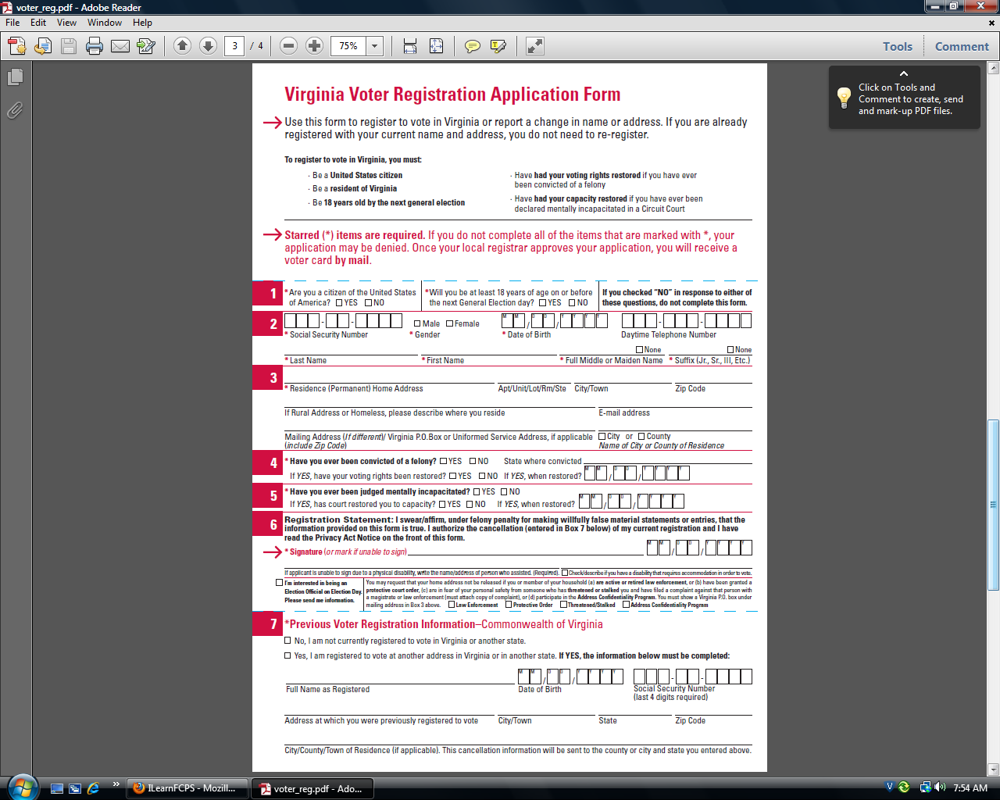 voter_reg.pdf - Adobe Reader
File Edit View Window Help
3 / 4 75% Tools Comment
Click on Tools and
Comment to create, send
and mark-up PDF files.
Virginia Voter Registration Application Form
Use this form to register to vote in Virginia or report a change in name or address. If you are already
registered with your current name and address, you do not need to re-register.
To register to vote in Virginia, you must:
· Be a United States citizen
· Be a resident of Virginia
· Be 18 years old by the next general election
· Have had your voting rights restored if you have ever
been convicted of a felony
· Have had your capacity restored if you have ever been
declared mentally incapacitated in a Circuit Court
Starred (*) items are required. If you do not complete all of the items that are marked with *, your
application may be denied. Once your local registrar approves your application, you will receive a
voter card by mail.
1
* Are you a citizen of the United States
of America? YES NO
*Will you be at least 18 years of age on or before
the next General Election day? YES NO
If you checked "NO" in response to either of
these questions, do not complete this form.
2
- - Male Female M M / D D / Y Y Y Y - -
* Social Security Number * Gender * Date of Birth Daytime Telephone Number
None None
* Last Name * First Name * Full Middle or Maiden Name * Suffix (Jr., Sr., III, Etc.)
3
* Residence (Permanent) Home Address Apt/Unit/Lot/Rm/Ste City/Town Zip Code
If Rural Address or Homeless, please describe where you reside E-mail address
Mailing Address (If different)/ Virginia P.O.Box or Uniformed Service Address, if applicable City or County
(include Zip Code) Name of City or County of Residence
4
* Have you ever been convicted of a felony? YES NO State where convicted
If YES, have your voting rights been restored? YES NO If YES, when restored? M M / D D / Y Y Y Y
5
* Have you ever been judged mentally incapacitated? YES NO
If YES, has court restored you to capacity? YES NO If YES, when restored? M M / D D / Y Y Y Y
6
Registration Statement: I swear/affirm, under felony penalty for making willfully false material statements or entries, that the
information provided on this form is true. I authorize the cancellation (entered in Box 7 below) of my current registration and I have
read the Privacy Act Notice on the front of this form.
* Signature (or mark if unable to sign) M M / D D / Y Y Y Y
If applicant is unable to sign due to a physical disability, write the name/address of person who assisted. (Required). Check/describe if you have a disability that requires accommodation in order to vote.
I'm interested in being an
Election Official on Election Day.
Please send me information.
You may request that your home address not be released if you or member of your household (a) are active or retired law enforcement, or (b) have been granted a
protective court order, (c) are in fear of your personal safety from someone who has threatened or stalked you and have filed a complaint against that person with
a magistrate or law enforcement (must attach copy of complaint), or (d) participate in the Address Confidentiality Program. You must show a Virginia P.O. box under
mailing address in Box 3 above. Law Enforcement Protective Order Threatened/Stalked Address Confidentiality Program
7
*Previous Voter Registration Information–Commonwealth of Virginia
No, I am not currently registered to vote in Virginia or another state.
Yes, I am registered to vote at another address in Virginia or in another state. If YES, the information below must be completed:
M M / D D / Y Y Y Y - -
Full Name as Registered Date of Birth Social Security Number
(last 4 digits required)
Address at which you were previously registered to vote City/Town State Zip Code
City/County/Town of Residence (if applicable). This cancellation information will be sent to the county or city and state you entered above.
» ILearnFCPS - Mozill... voter_reg.pdf - Ado... V 7:54 AM